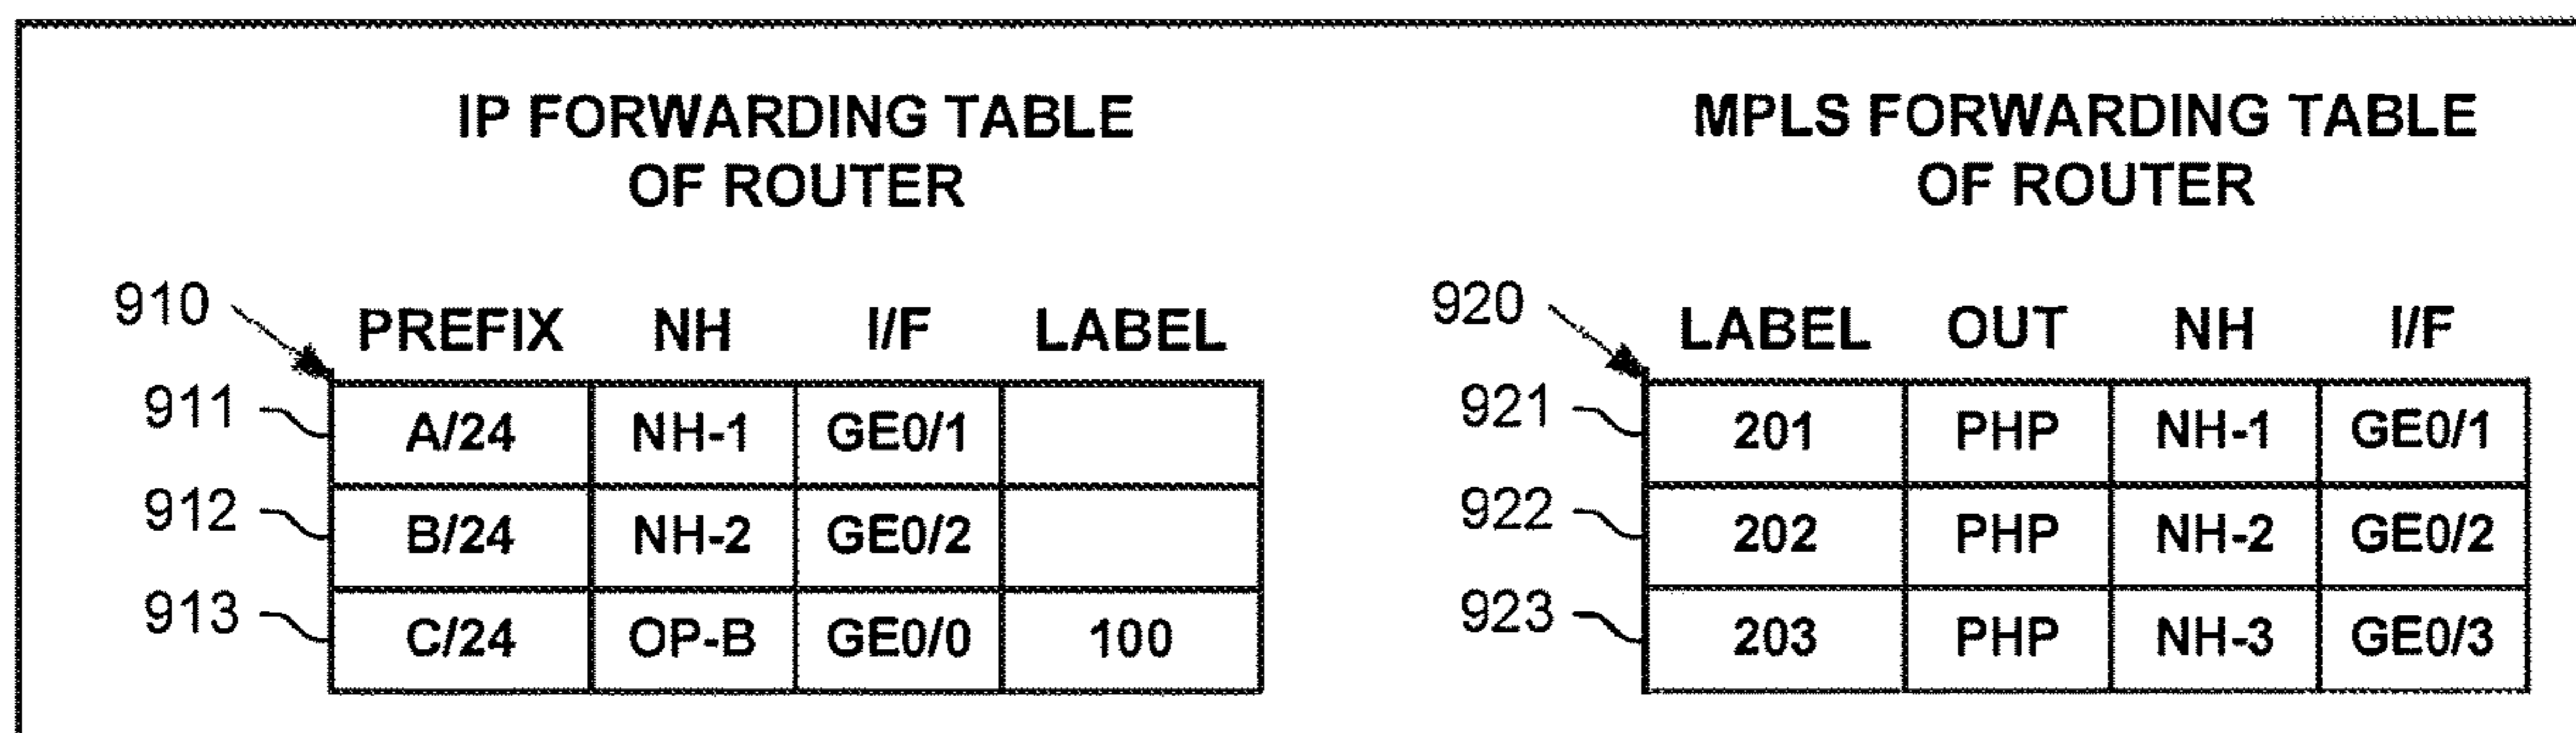 IP FORWARDING TABLE
OF ROUTER
910
PREFIX NH I/F LABEL
911 A/24 NH-1 GE0/1
912 B/24 NH-2 GE0/2
913 C/24 OP-B GE0/0 100
MPLS FORWARDING TABLE
OF ROUTER
920
LABEL OUT NH I/F
921 201 PHP NH-1 GE0/1
922 202 PHP NH-2 GE0/2
923 203 PHP NH-3 GE0/3